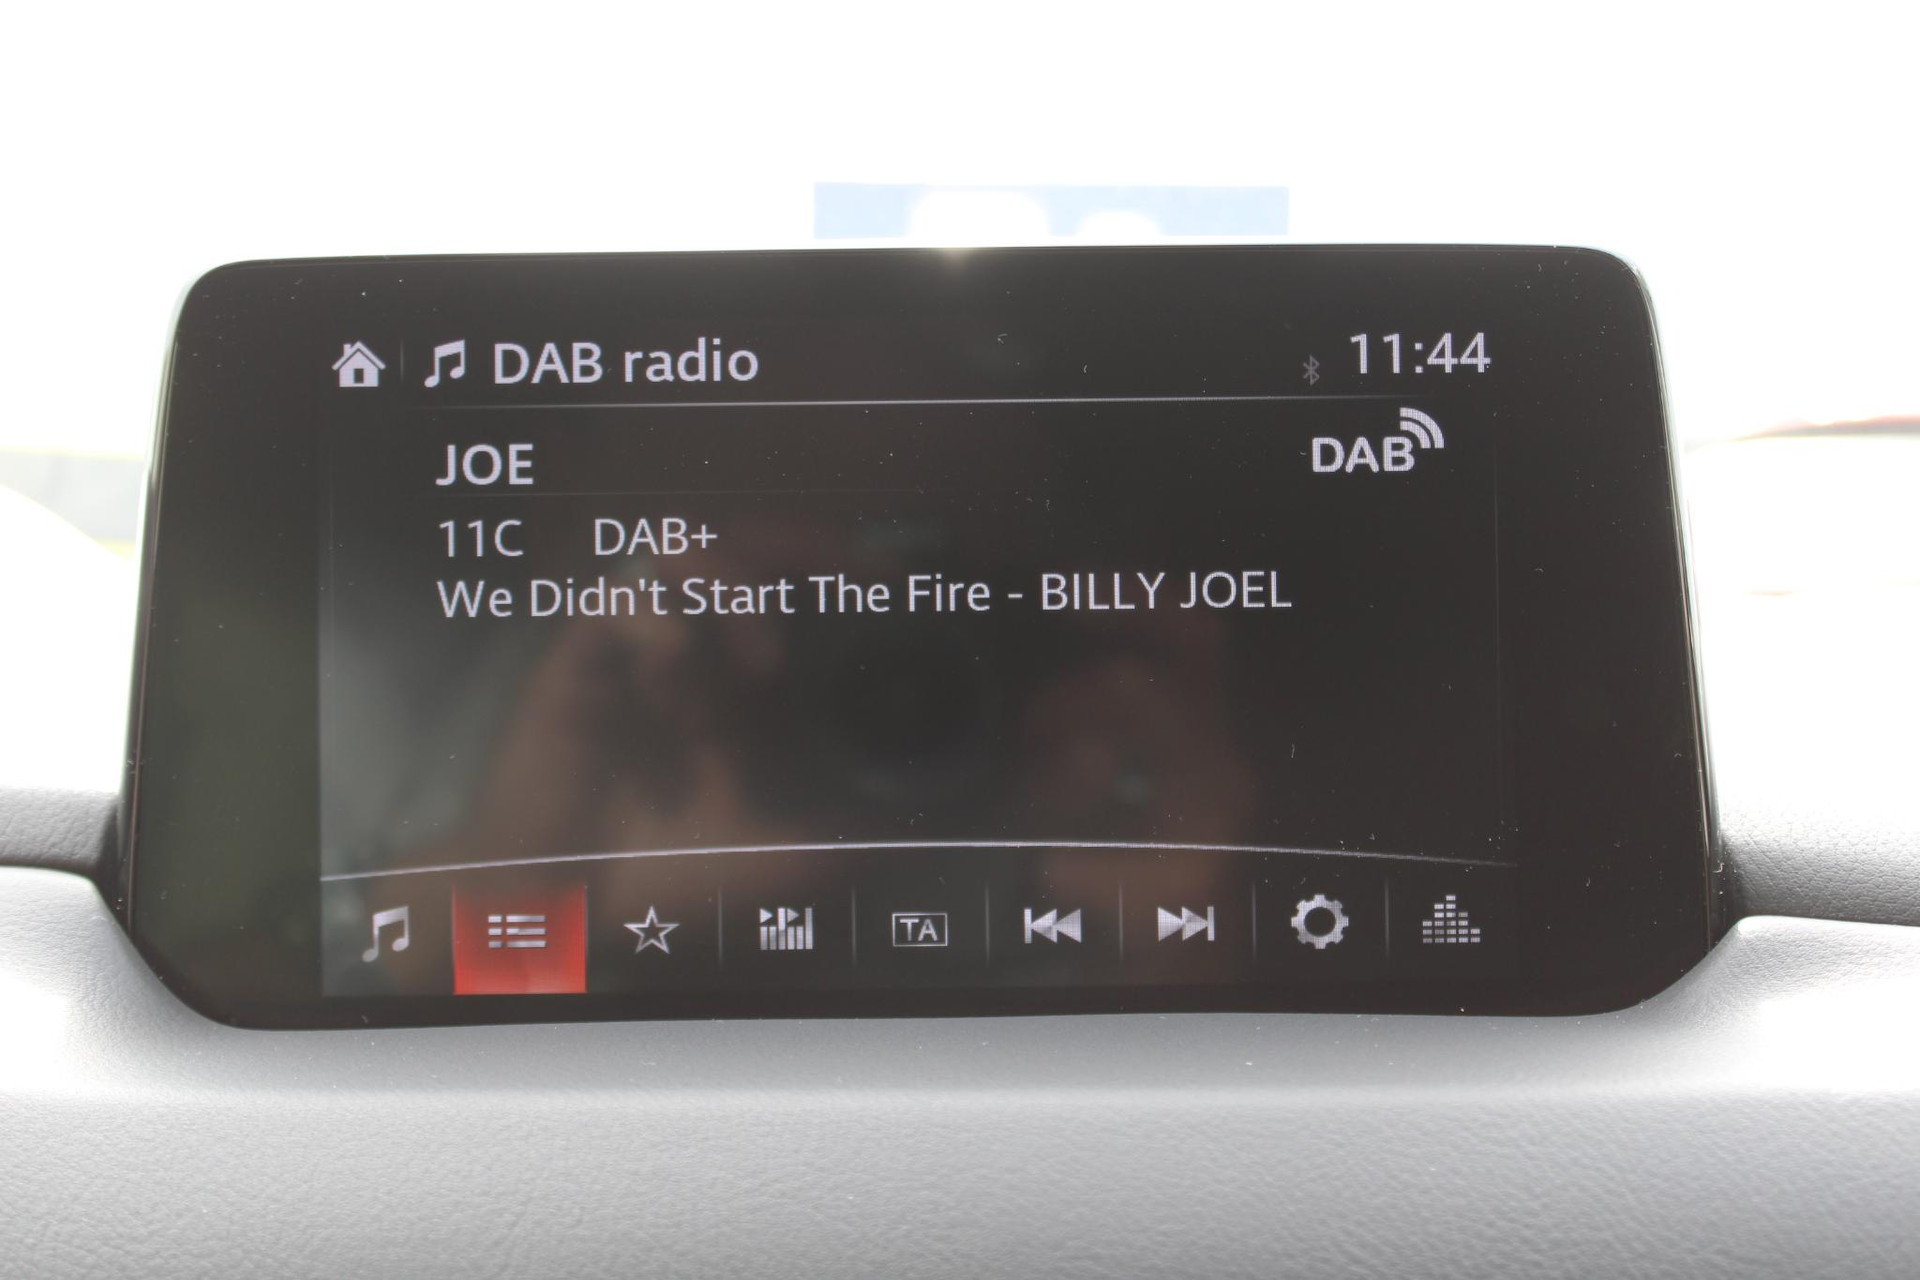 DAB radio
11:44
JOE
DAB
11C DAB+
We Didn't Start The Fire - BILLY JOEL
TA